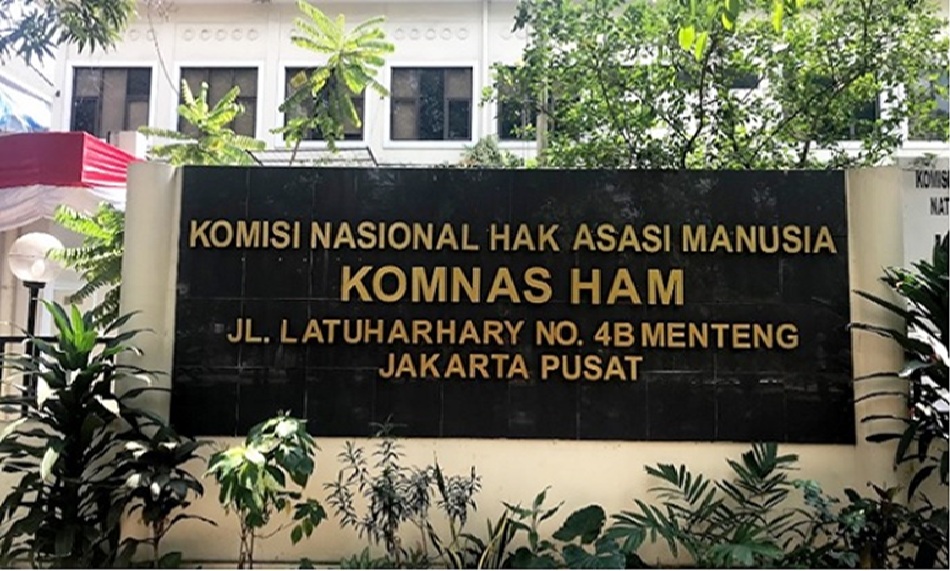 KOMISI NASIONAL HAK ASASI MANUSIA
KOMNAS HAM
JL. LATUHARHARY NO. 4B MENTENG
JAKARTA PUSAT